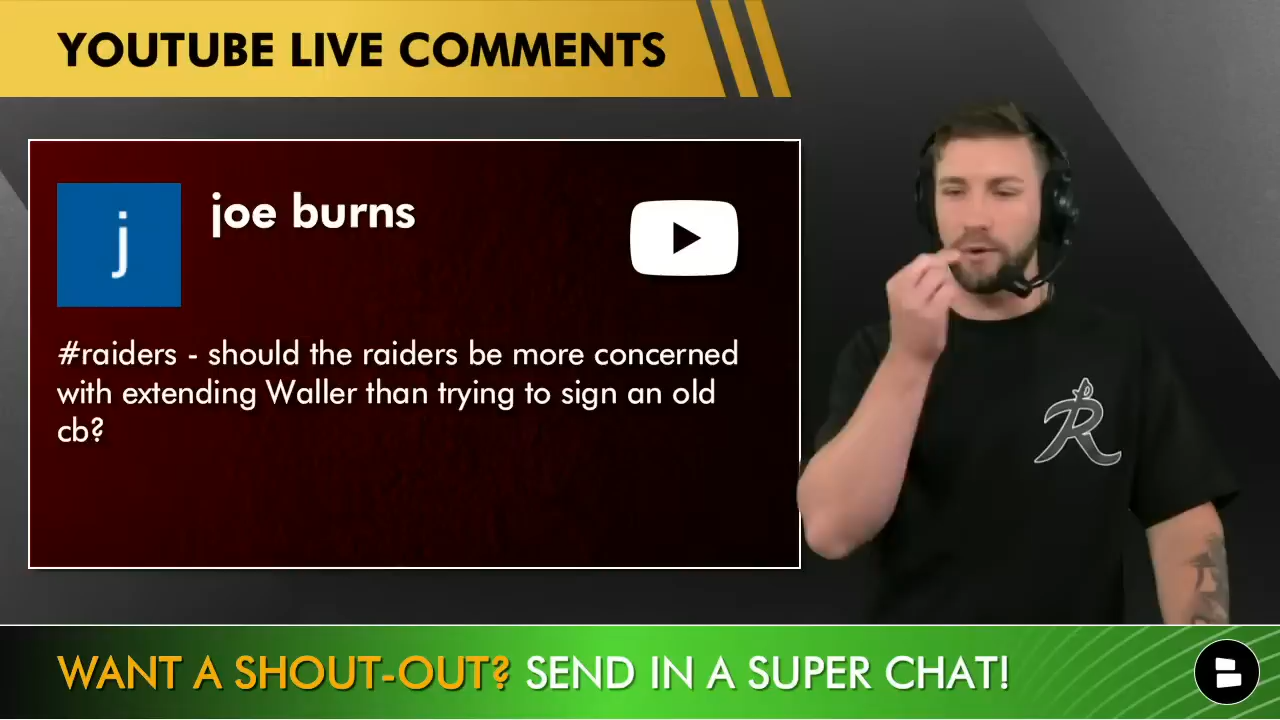 YOUTUBE LIVE COMMENTS
j
joe burns
#raiders - should the raiders be more concerned
with extending Waller than trying to sign an old
cb?
R
WANT A SHOUT-OUT? SEND IN A SUPER CHAT!